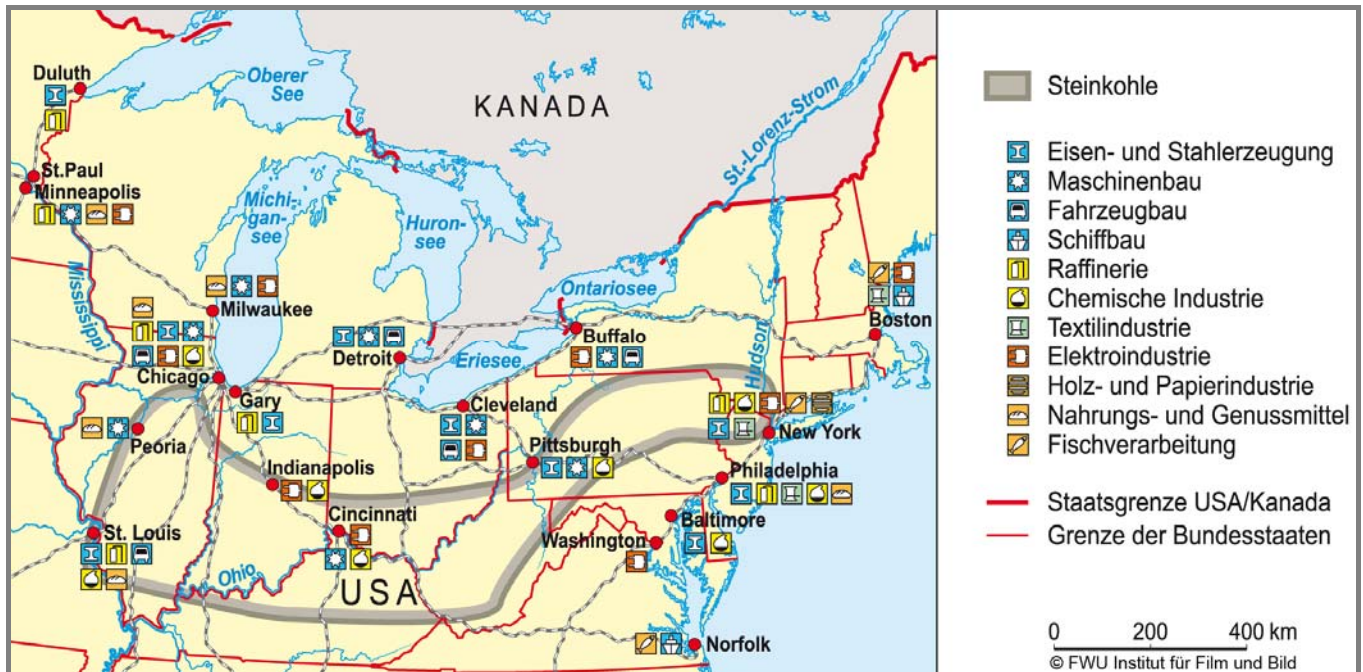 Duluth
Oberer
See
KANADA
St.-Lorenz-Strom
St.Paul
Minneapolis
Michi-
gan-
see
Huron-
see
Mississippi
Ontariosee
Milwaukee
Buffalo
Hudson
Boston
Detroit
Eriesee
Chicago
Gary
Cleveland
New York
Peoria
Pittsburgh
Indianapolis
Philadelphia
Cincinnati
Baltimore
St. Louis
Washington
Ohio
USA
Norfolk
Steinkohle
Eisen- und Stahlerzeugung
Maschinenbau
Fahrzeugbau
Schiffbau
Raffinerie
Chemische Industrie
Textilindustrie
Elektroindustrie
Holz- und Papierindustrie
Nahrungs- und Genussmittel
Fischverarbeitung
Staatsgrenze USA/Kanada
Grenze der Bundesstaaten
0 200 400 km
© FWU Institut für Film und Bild